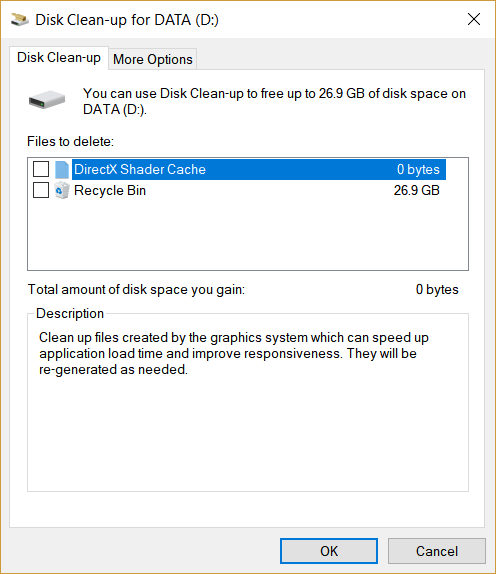 Disk Clean-up for DATA (D:)
Disk Clean-up More Options
You can use Disk Clean-up to free up to 26.9 GB of disk space on
DATA (D:).
Files to delete:
DirectX Shader Cache 0 bytes
Recycle Bin 26.9 GB
Total amount of disk space you gain: 0 bytes
Description
Clean up files created by the graphics system which can speed up
application load time and improve responsiveness. They will be
re-generated as needed.
OK Cancel